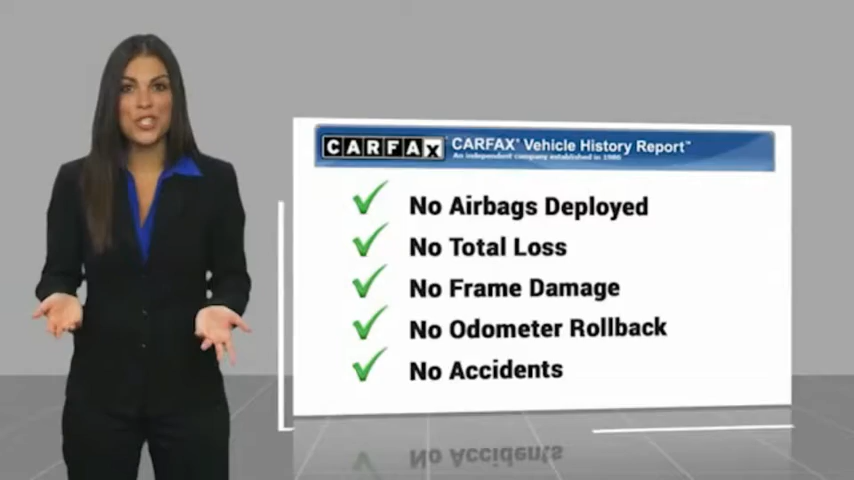 CARFAX
CARFAX® Vehicle History Report™
An independent company established in 1986
No Airbags Deployed
No Total Loss
No Frame Damage
No Odometer Rollback
No Accidents
No Accidents